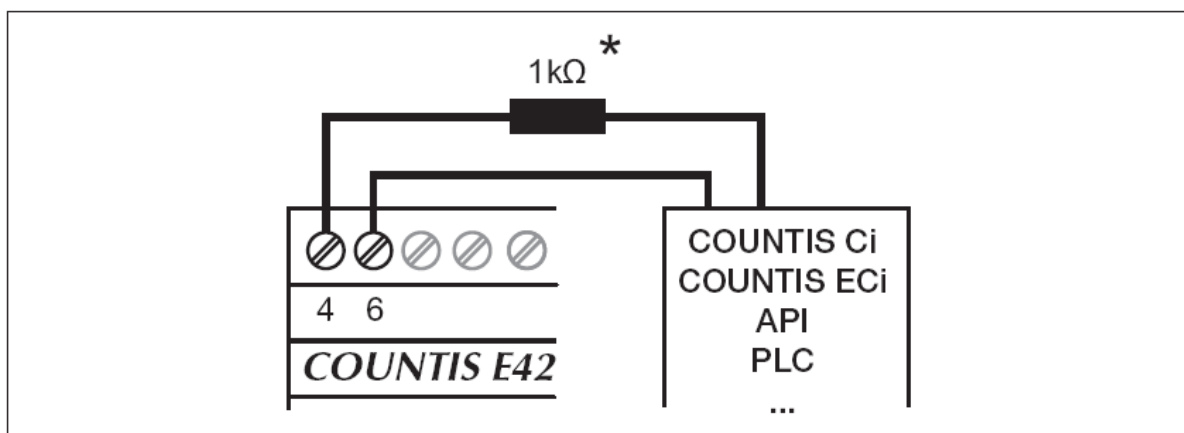 1kΩ *
4 6
COUNTIS E42
COUNTIS Ci
COUNTIS ECi
API
PLC
...